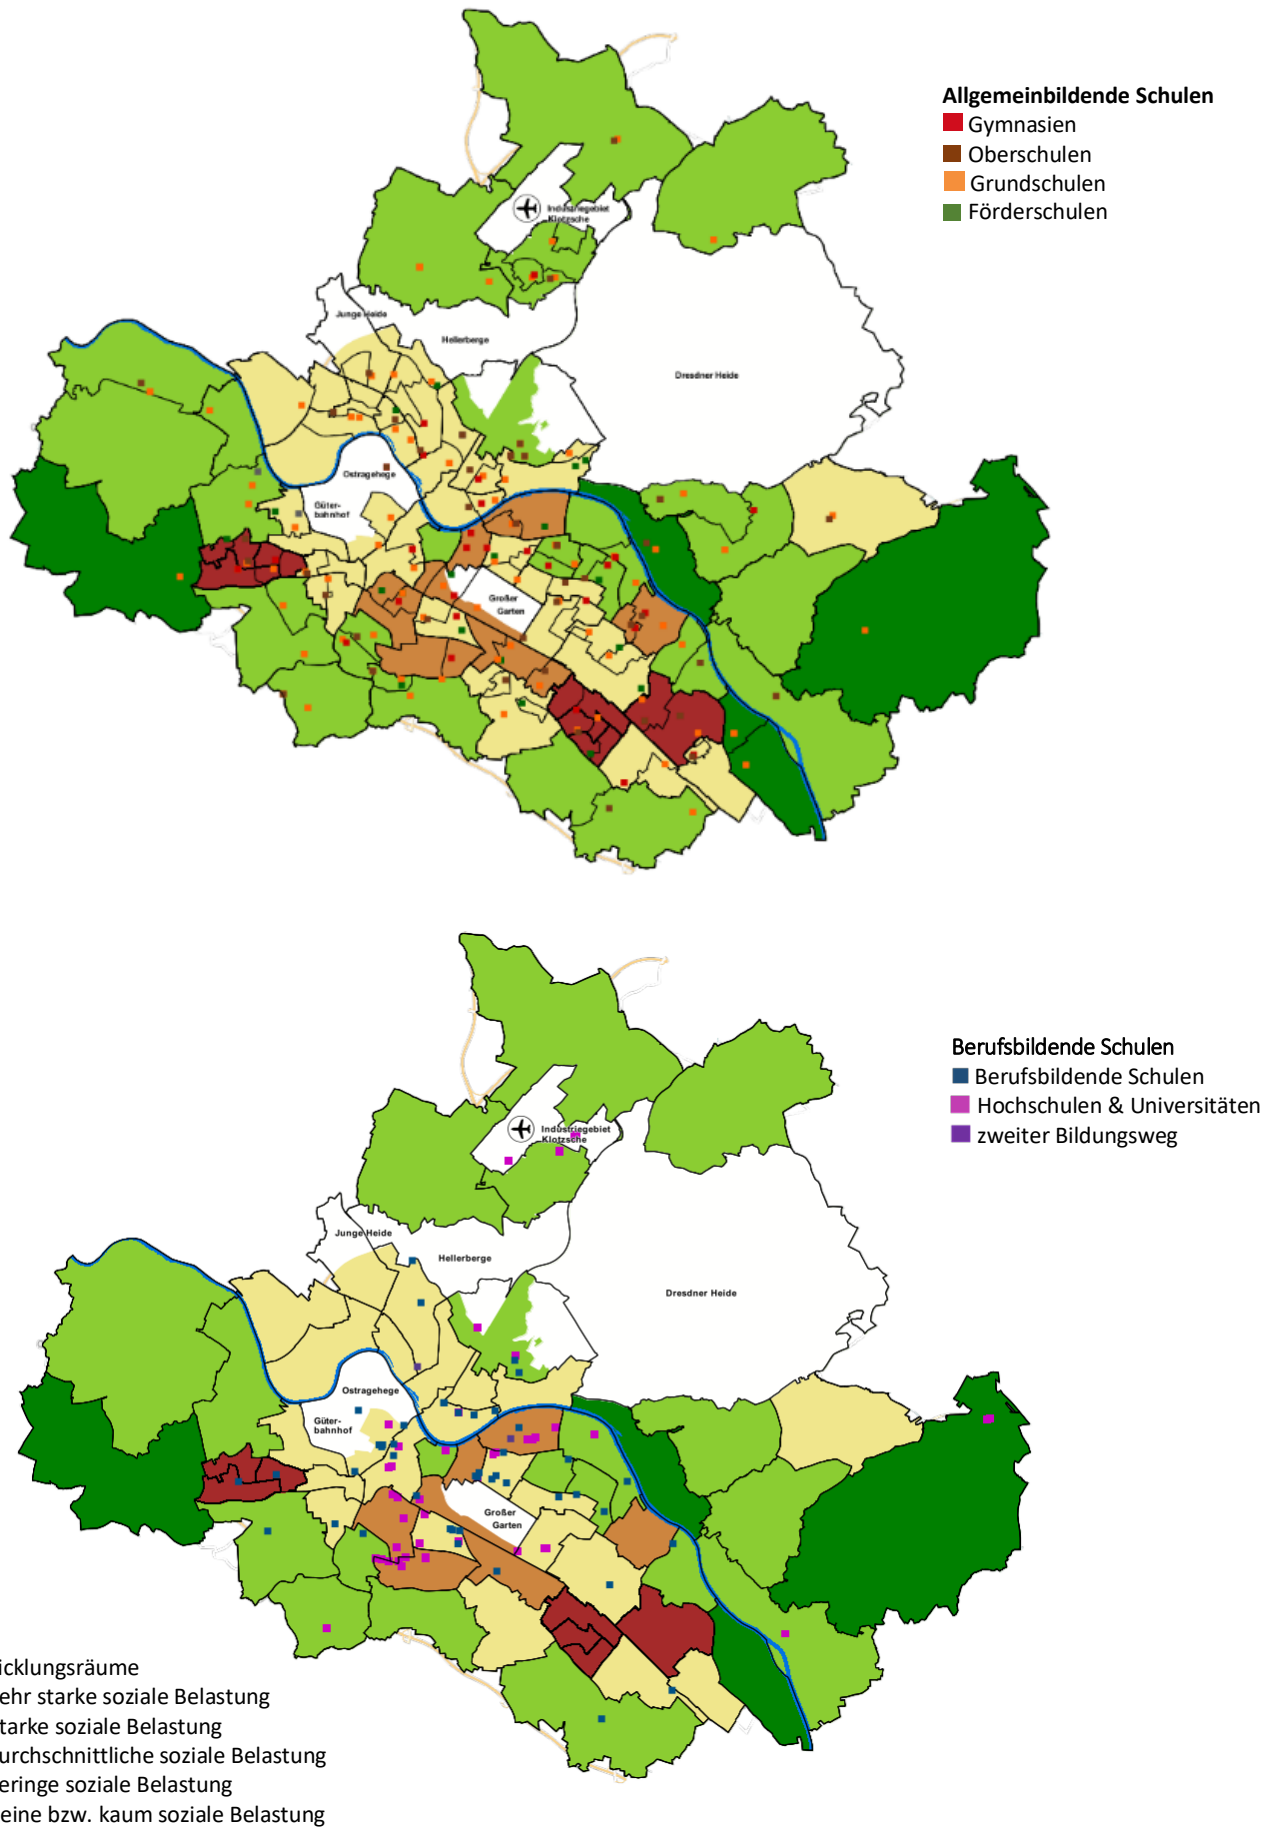 Allgemeinbildende Schulen
Gymnasien
Oberschulen
Grundschulen
Förderschulen
Industriegebiet
Klotzsche
Junge Heide
Hellerberge
Dresdner Heide
Ostragehege
Güter-
bahnhof
Großer
Garten
Berufsbildende Schulen
Berufsbildende Schulen
Hochschulen & Universitäten
zweiter Bildungsweg
Industriegebiet
Klotzsche
Junge Heide
Hellerberge
Dresdner Heide
Ostragehege
Güter-
bahnhof
Großer
Garten
icklungsräume
ehr starke soziale Belastung
tarke soziale Belastung
urchschnittliche soziale Belastung
eringe soziale Belastung
eine bzw. kaum soziale Belastung